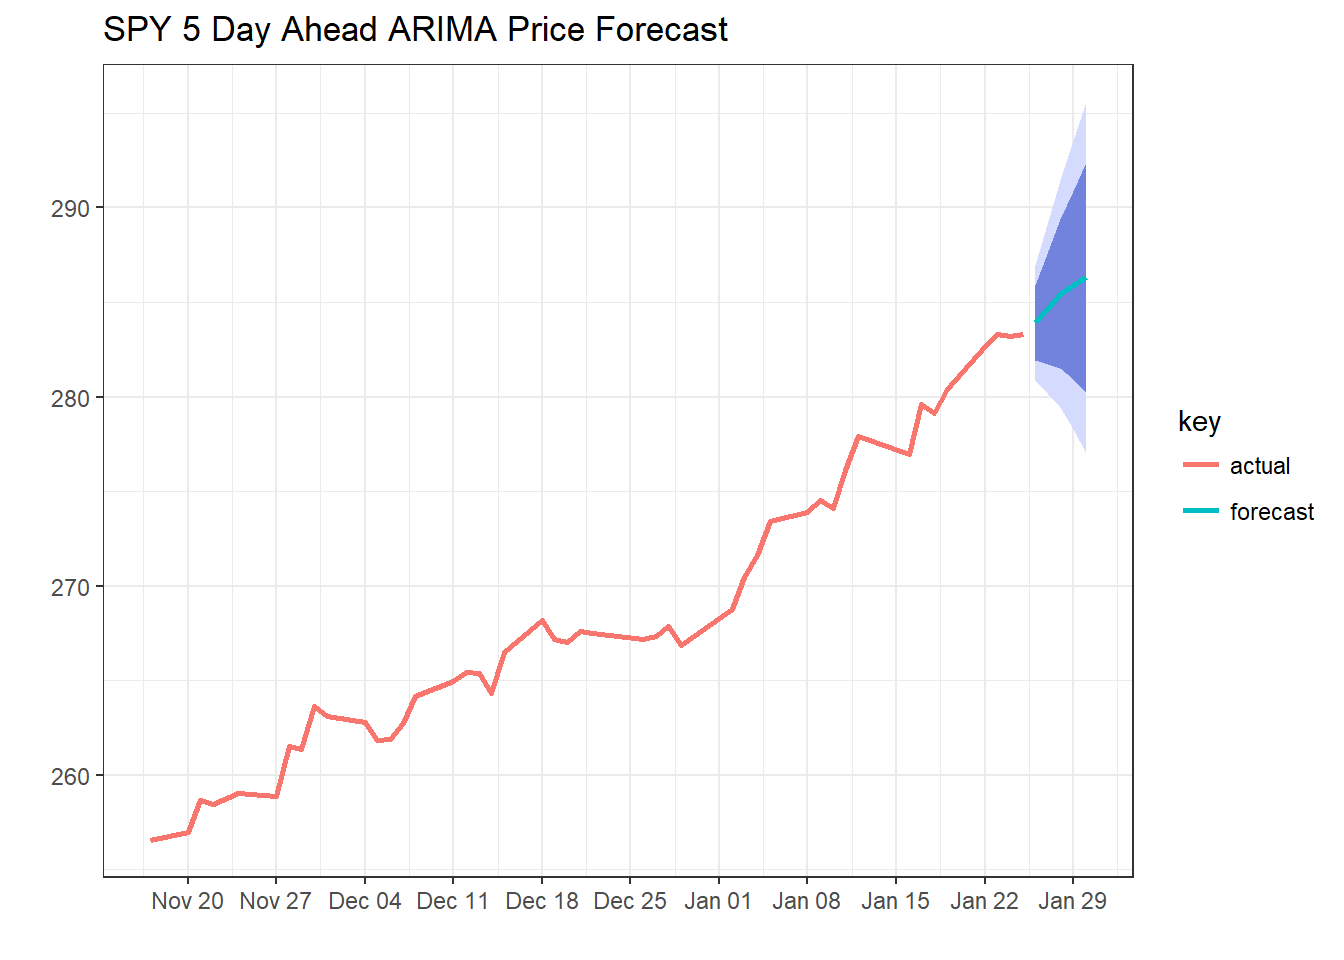 SPY 5 Day Ahead ARIMA Price Forecast
290
280
270
260
key
actual
forecast
Nov 20 Nov 27 Dec 04 Dec 11 Dec 18 Dec 25 Jan 01 Jan 08 Jan 15 Jan 22 Jan 29